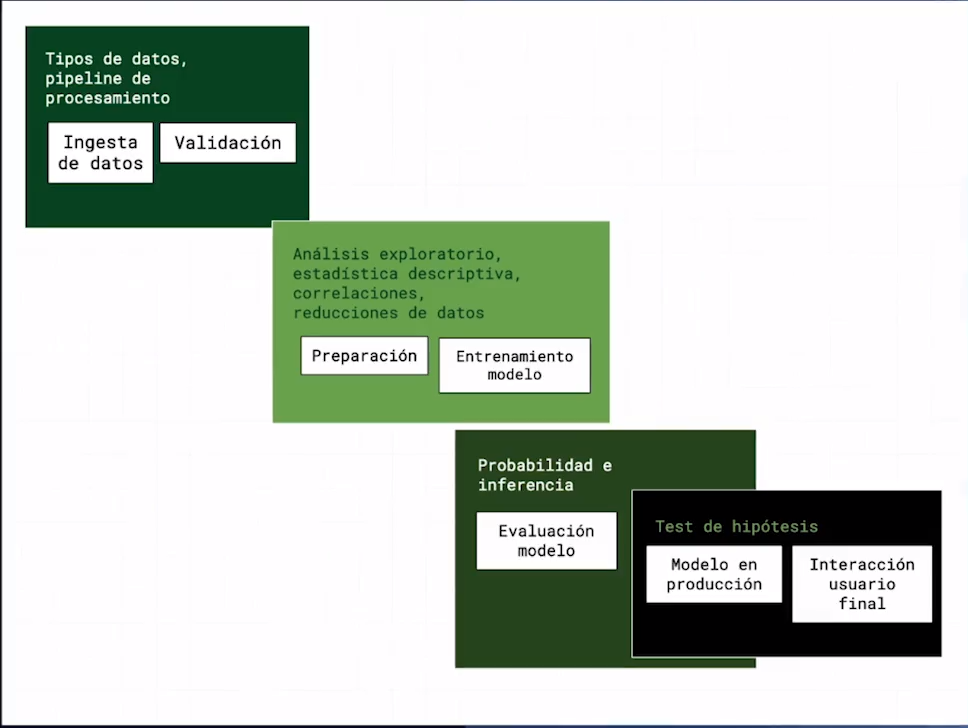 Tipos de datos,
pipeline de
procesamiento
Ingesta
de datos
Validación
Análisis exploratorio,
estadística descriptiva,
correlaciones,
reducciones de datos
Preparación
Entrenamiento
modelo
Probabilidad e
inferencia
Evaluación
modelo
Test de hipótesis
Modelo en
producción
Interacción
usuario
final